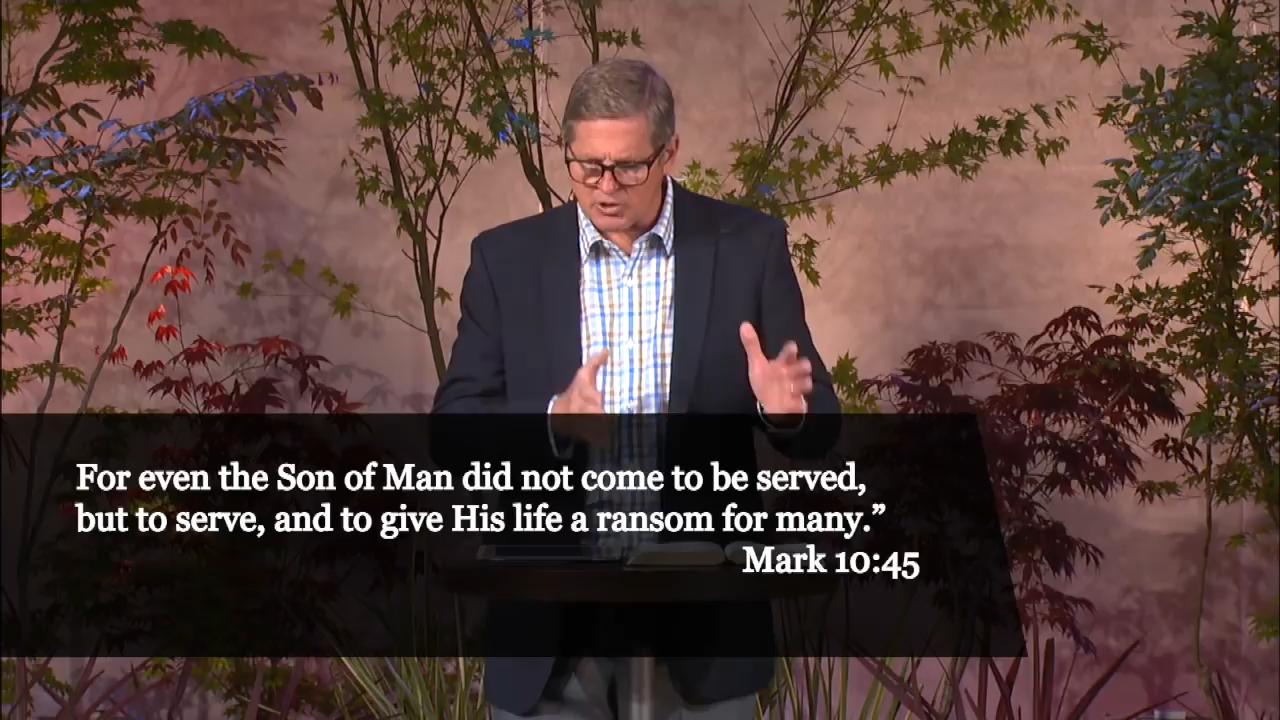 For even the Son of Man did not come to be served,
but to serve, and to give His life a ransom for many.”
Mark 10:45